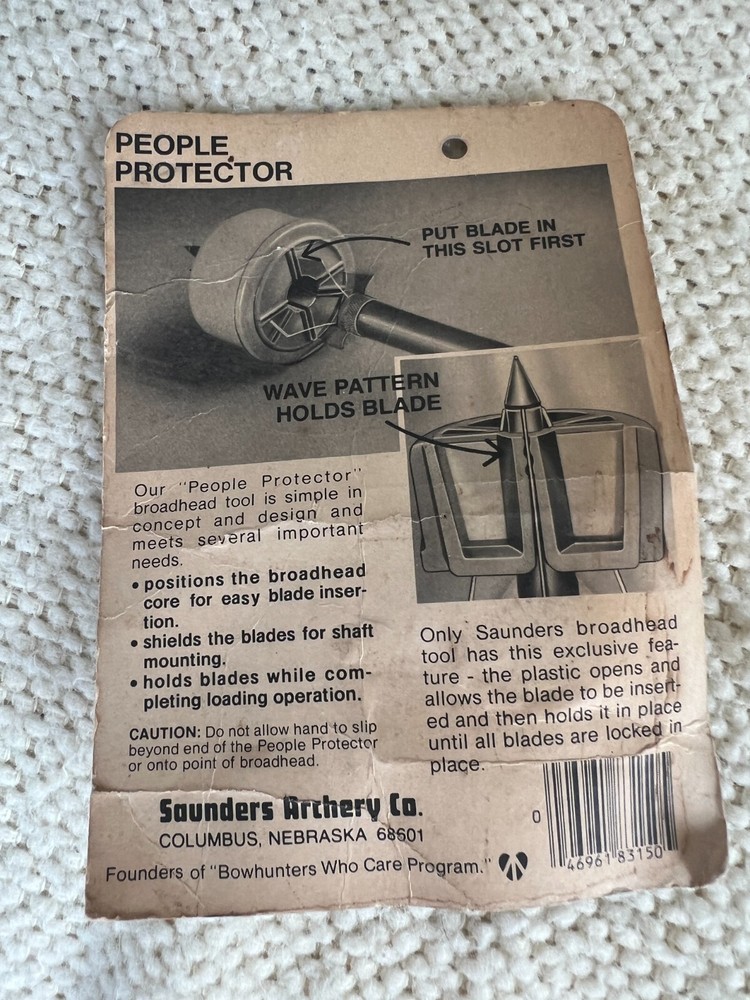 PEOPLE
PROTECTOR
PUT BLADE IN
THIS SLOT FIRST
WAVE PATTERN
HOLDS BLADE
Our "People Protector"
broadhead tool is simple in
concept and design and
meets several important
needs.
• positions the broadhead
core for easy blade inser-
tion.
• shields the blades for shaft
mounting.
• holds blades while com-
pleting loading operation.
CAUTION: Do not allow hand to slip
beyond end of the People Protector
or onto point of broadhead.
Only Saunders broadhead
tool has this exclusive fea-
ture - the plastic opens and
allows the blade to be insert-
ed and then holds it in place
until all blades are locked in
place.
Saunders Archery Co.
COLUMBUS, NEBRASKA 68601
Founders of "Bowhunters Who Care Program."
0 46961 83150